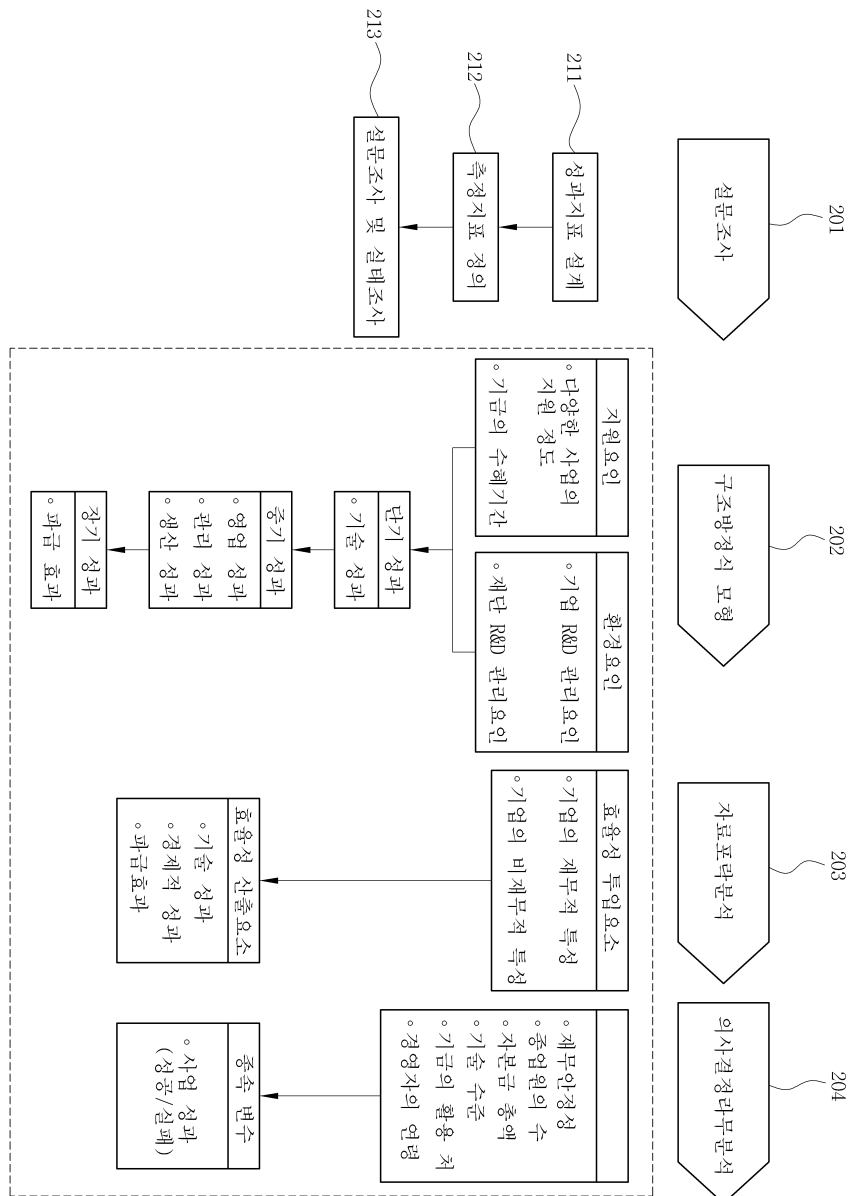 201
202
203
204
설문조사
구조방정식 모형
자료포락분석
의사결정라무분석
211
성과지표 설계
212
측정지표 정의
213
설문조사 및 실태조사
지원요인
◦ 다양한 사업의
지원 정도
◦ 기금의 수혜기간
환경요인
◦ 기업 R&D 관리요인
◦ 재단 R&D 관리요인
단기 성과
◦ 기술 성과
중기 성과
◦ 영업 성과
◦ 관리 성과
◦ 생산 성과
장기 성과
◦ 파급 효과
효율성 투입요소
◦ 기업의 재무적 특성
◦ 기업의 비재무적 특성
효율성 산출요소
◦ 기술 성과
◦ 경제적 성과
◦ 파급효과
◦ 재무안정성
◦ 종업원의 수
◦ 자본금 총액
◦ 기술 수준
◦ 기금의 활용 처
◦ 경영자의 연령
종속 변수
◦ 사업 성과
(성공/실패)